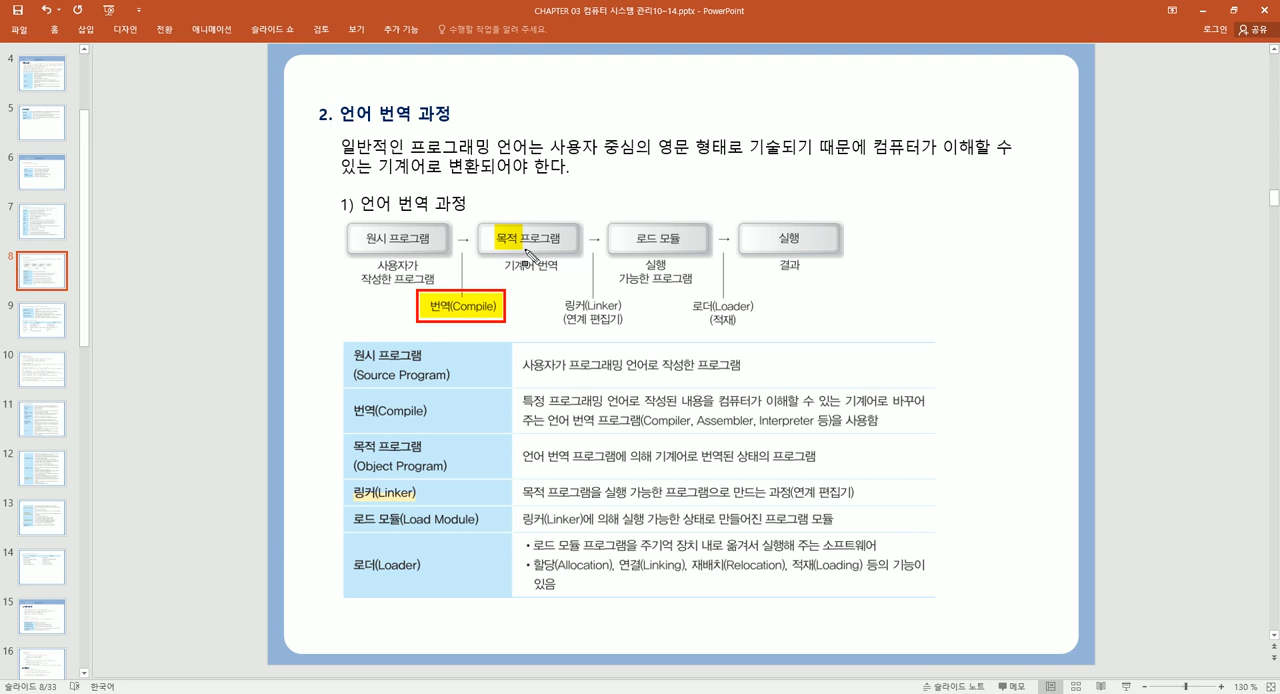 CHAPTER 03 컴퓨터 시스템 관리10~14.pptx - PowerPoint
파일 홈 삽입 디자인 전환 애니메이션 슬라이드 쇼 검토 보기 추가 기능 수행할 작업을 알려 주세요. 로그인 공유
4
5
6
7
8
9
10
11
12
13
14
15
16
2. 언어 번역 과정
일반적인 프로그래밍 언어는 사용자 중심의 영문 형태로 기술되기 때문에 컴퓨터가 이해할 수
있는 기계어로 변환되어야 한다.
1) 언어 번역 과정
원시 프로그램 → 목적 프로그램 → 로드 모듈 → 실행
사용자가
작성한 프로그램
기계어 번역
실행
가능한 프로그램
결과
번역(Compile)
링커(Linker)
(연계 편집기)
로더(Loader)
(적재)
원시 프로그램
(Source Program)
사용자가 프로그래밍 언어로 작성한 프로그램
번역(Compile)
특정 프로그래밍 언어로 작성된 내용을 컴퓨터가 이해할 수 있는 기계어로 바꾸어
주는 언어 번역 프로그램(Compiler, Assembler, Interpreter 등)을 사용함
목적 프로그램
(Object Program)
언어 번역 프로그램에 의해 기계어로 번역된 상태의 프로그램
링커(Linker)
목적 프로그램을 실행 가능한 프로그램으로 만드는 과정(연계 편집기)
로드 모듈(Load Module)
링커(Linker)에 의해 실행 가능한 상태로 만들어진 프로그램 모듈
로더(Loader)
• 로드 모듈 프로그램을 주기억 장치 내로 옮겨서 실행해 주는 소프트웨어
• 할당(Allocation), 연결(Linking), 재배치(Relocation), 적재(Loading) 등의 기능이
있음
슬라이드 8/33 한국어 슬라이드 노트 메모 130 %